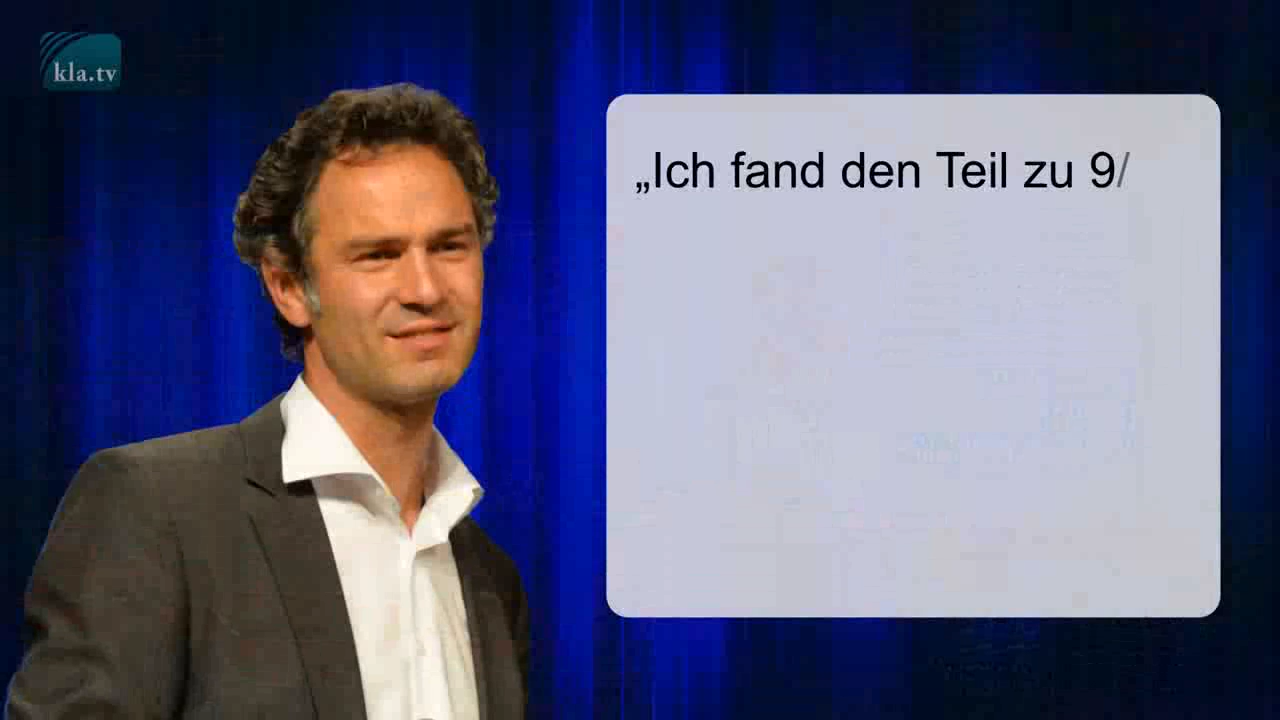 kla.tv
„Ich fand den Teil zu 9/